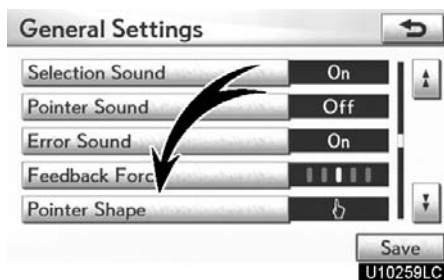 General Settings
Selection Sound On
Pointer Sound Off
Error Sound On
Feedback Forc
Pointer Shape
Save
U10259LC